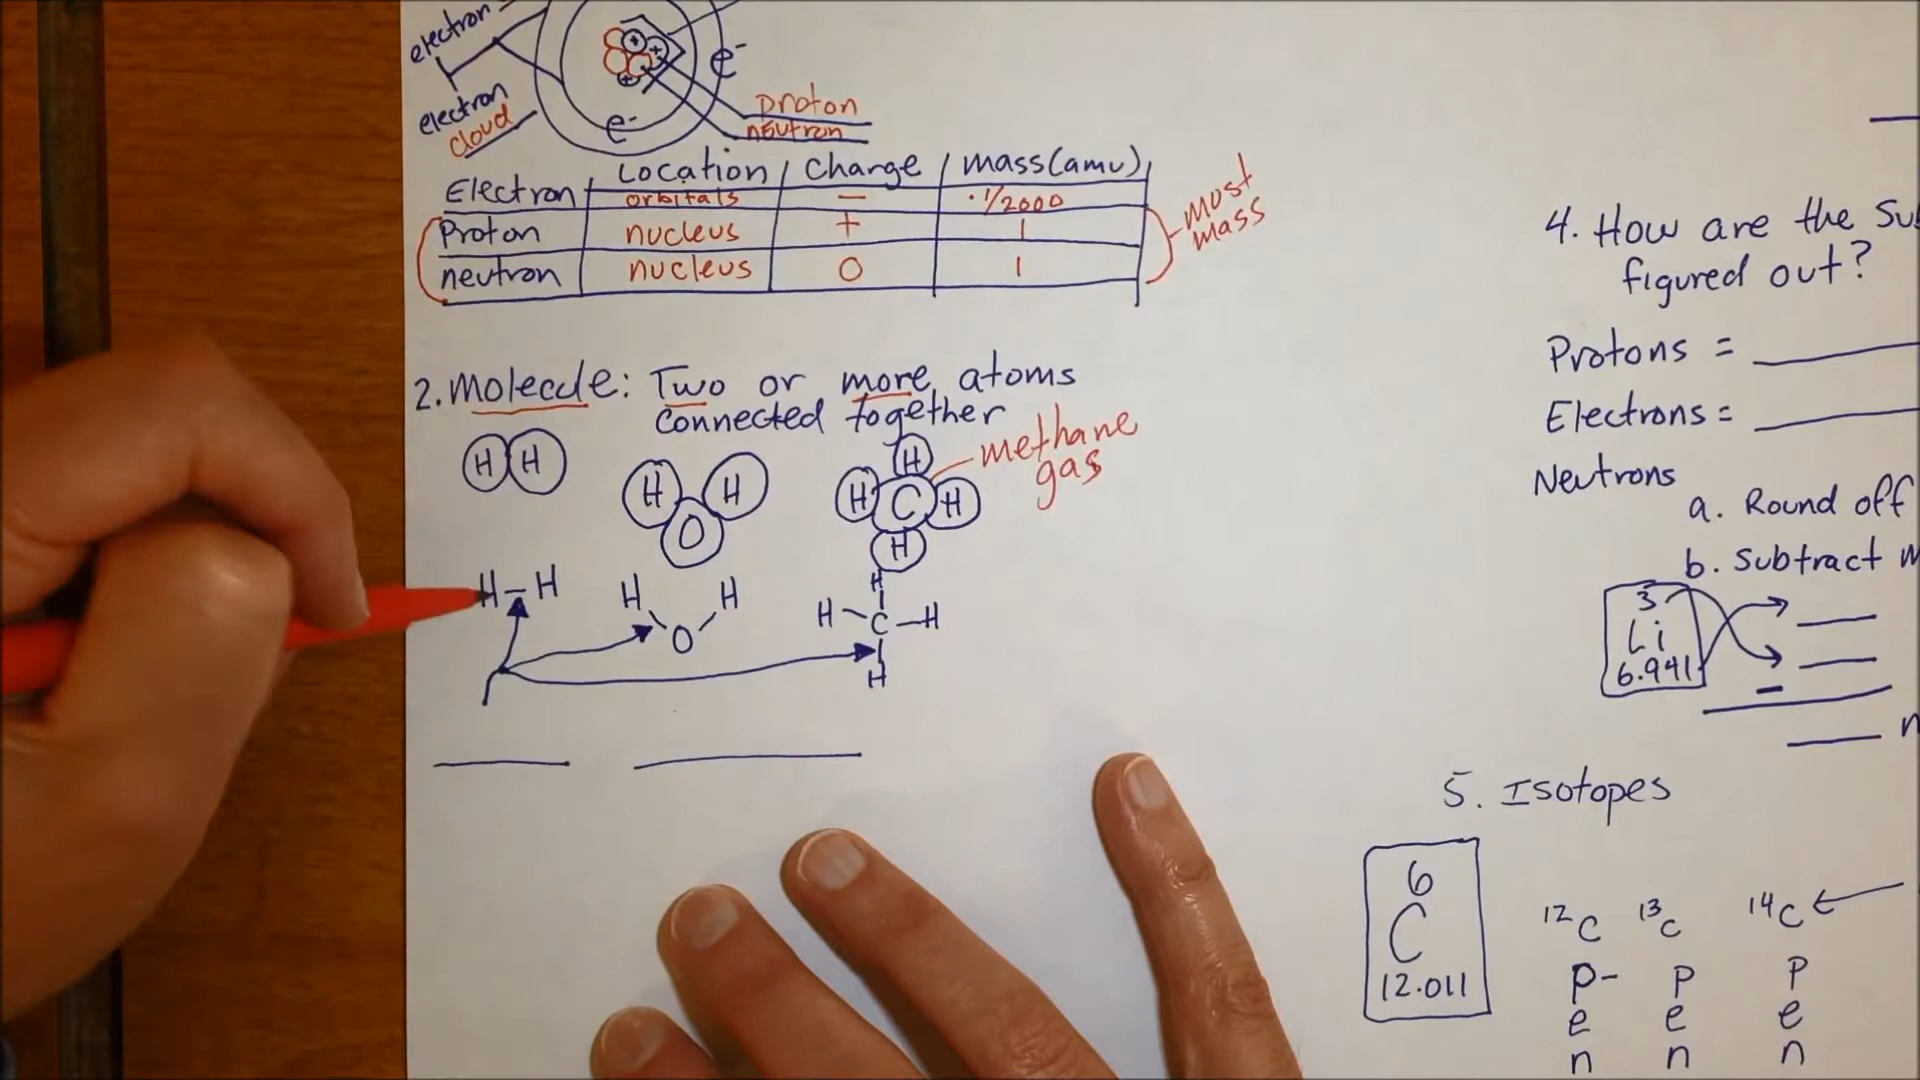 electron
e-
electron
cloud
e-
proton
neutron
Location Charge mass(amu)
Electron orbitals - .1/2000
Proton nucleus + 1
neutron nucleus 0 1
most
mass
2. Molecule: Two or more atoms
connected together
H H
H H
O
H
H C H
H
methane
gas
H-H
H H
O
H
H-C-H
H
4. How are the Su
figured out?
Protons =
Electrons =
Neutrons
a. Round off
b. Subtract
3
Li
6.941
-
n
5. Isotopes
6
C
12.011
12C 13C 14C
p- p p
e e e
n n n